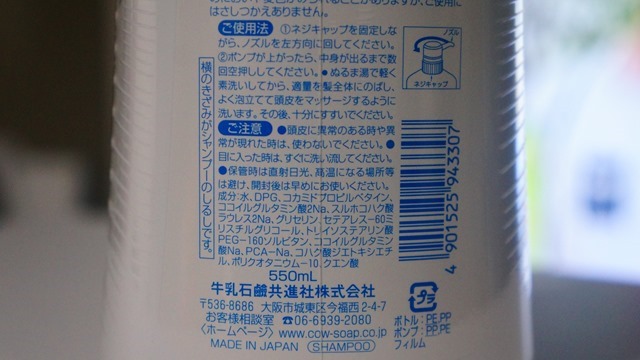 はさしつかえありません。
ご使用法 ①ネジキャップを固定しな
がら、ノズルを左方向に回してください。
②ポンプが上がったら、中身が出るまで数
回空押ししてください。●ぬるま湯で軽く
素洗いしてから、適量を髪全体にのばし、
よく泡立てて頭皮をマッサージするように
洗います。その後、十分にすすいでください。
ご注意 ●頭皮に異常のある時や異
常が現れた時は、使わないでください。●
目に入った時は、すぐに洗い流してください。
●保管時は直射日光、高温になる場所等
は避け、開封後は早めにお使いください。
成分:水、DPG、コカミドプロピルベタイン、
ココイルグルタミン酸2Na、スルホコハク酸
ラウレス2Na、グリセリン、セテアレス-60ミ
リスチルグリコール、トリイソステアリン酸
PEG-160ソルビタン、ココイルグルタミン酸
Na、PCA-Na、コハク酸ジエトキシエチ
ル、ポリクオタニウム-10、クエン酸
550mL
牛乳石鹼共進社株式会社
〒536-8686 大阪市城東区今福西2-4-7
お客様相談室 ☎06-6939-2080
〈ホームページ〉www.cow-soap.co.jp
MADE IN JAPAN SHAMPOO
横のきざみがシャンプーのしるしです。
ノズル
ネジキャップ
4 901525 943307
プラ
ボトル:PE,PP
ポンプ:PP,PE
フィルム